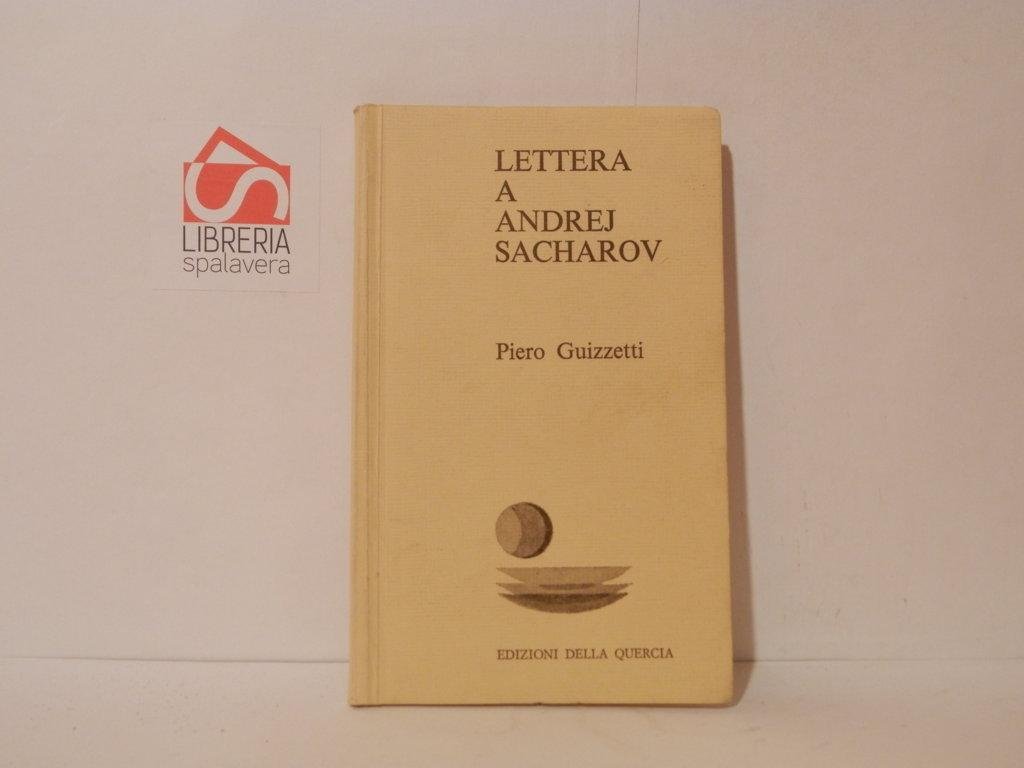 LIBRERIA
spalavera
LETTERA
A
ANDREJ
SACHAROV
Piero Guizzetti
EDIZIONI DELLA QUERCIA